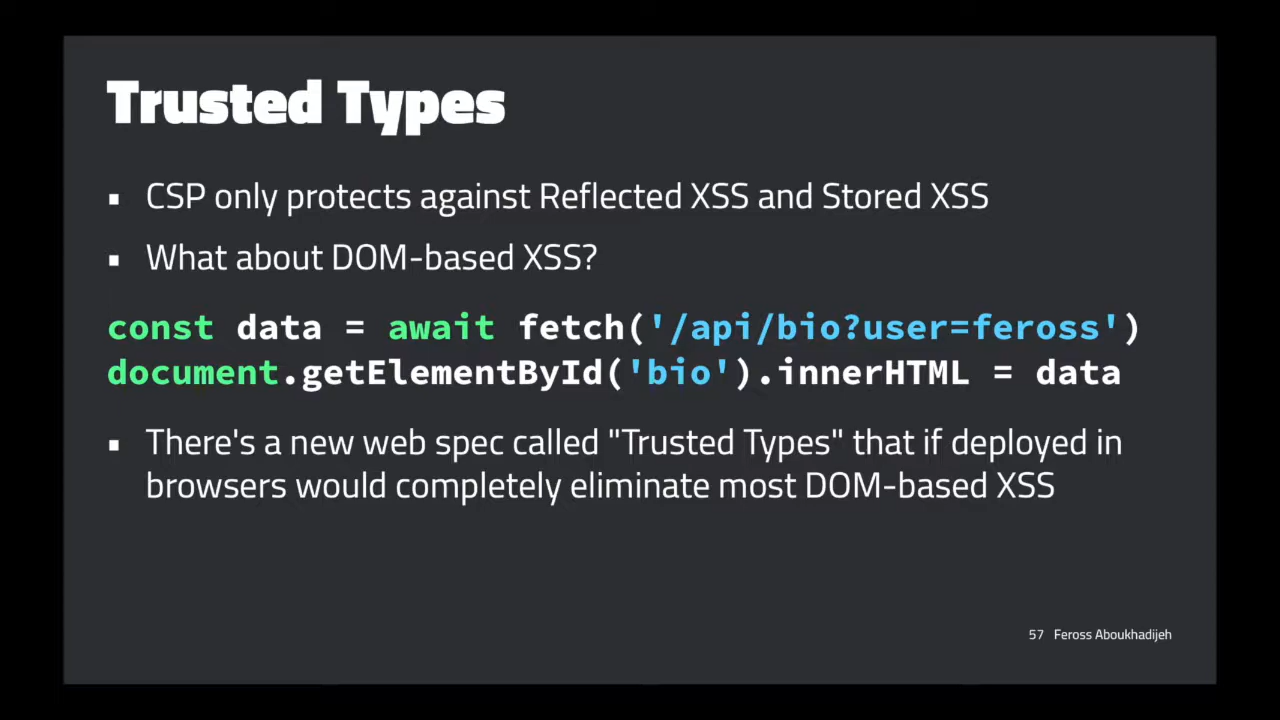 Trusted Types
▪ CSP only protects against Reflected XSS and Stored XSS
▪ What about DOM-based XSS?
const data = await fetch('/api/bio?user=feross')
document.getElementById('bio').innerHTML = data
▪ There's a new web spec called "Trusted Types" that if deployed in
browsers would completely eliminate most DOM-based XSS
57 Feross Aboukhadijeh